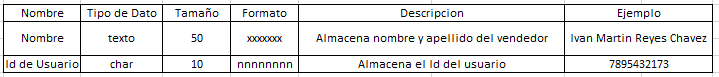 Nombre Tipo de Dato Tamaño Formato Descripcion Ejemplo
Nombre texto 50 xxxxxxx Almacena nombre y apellido del vendedor Ivan Martin Reyes Chavez
Id de Usuario char 10 nnnnnnnn Almacena el Id del usuario 7895432173